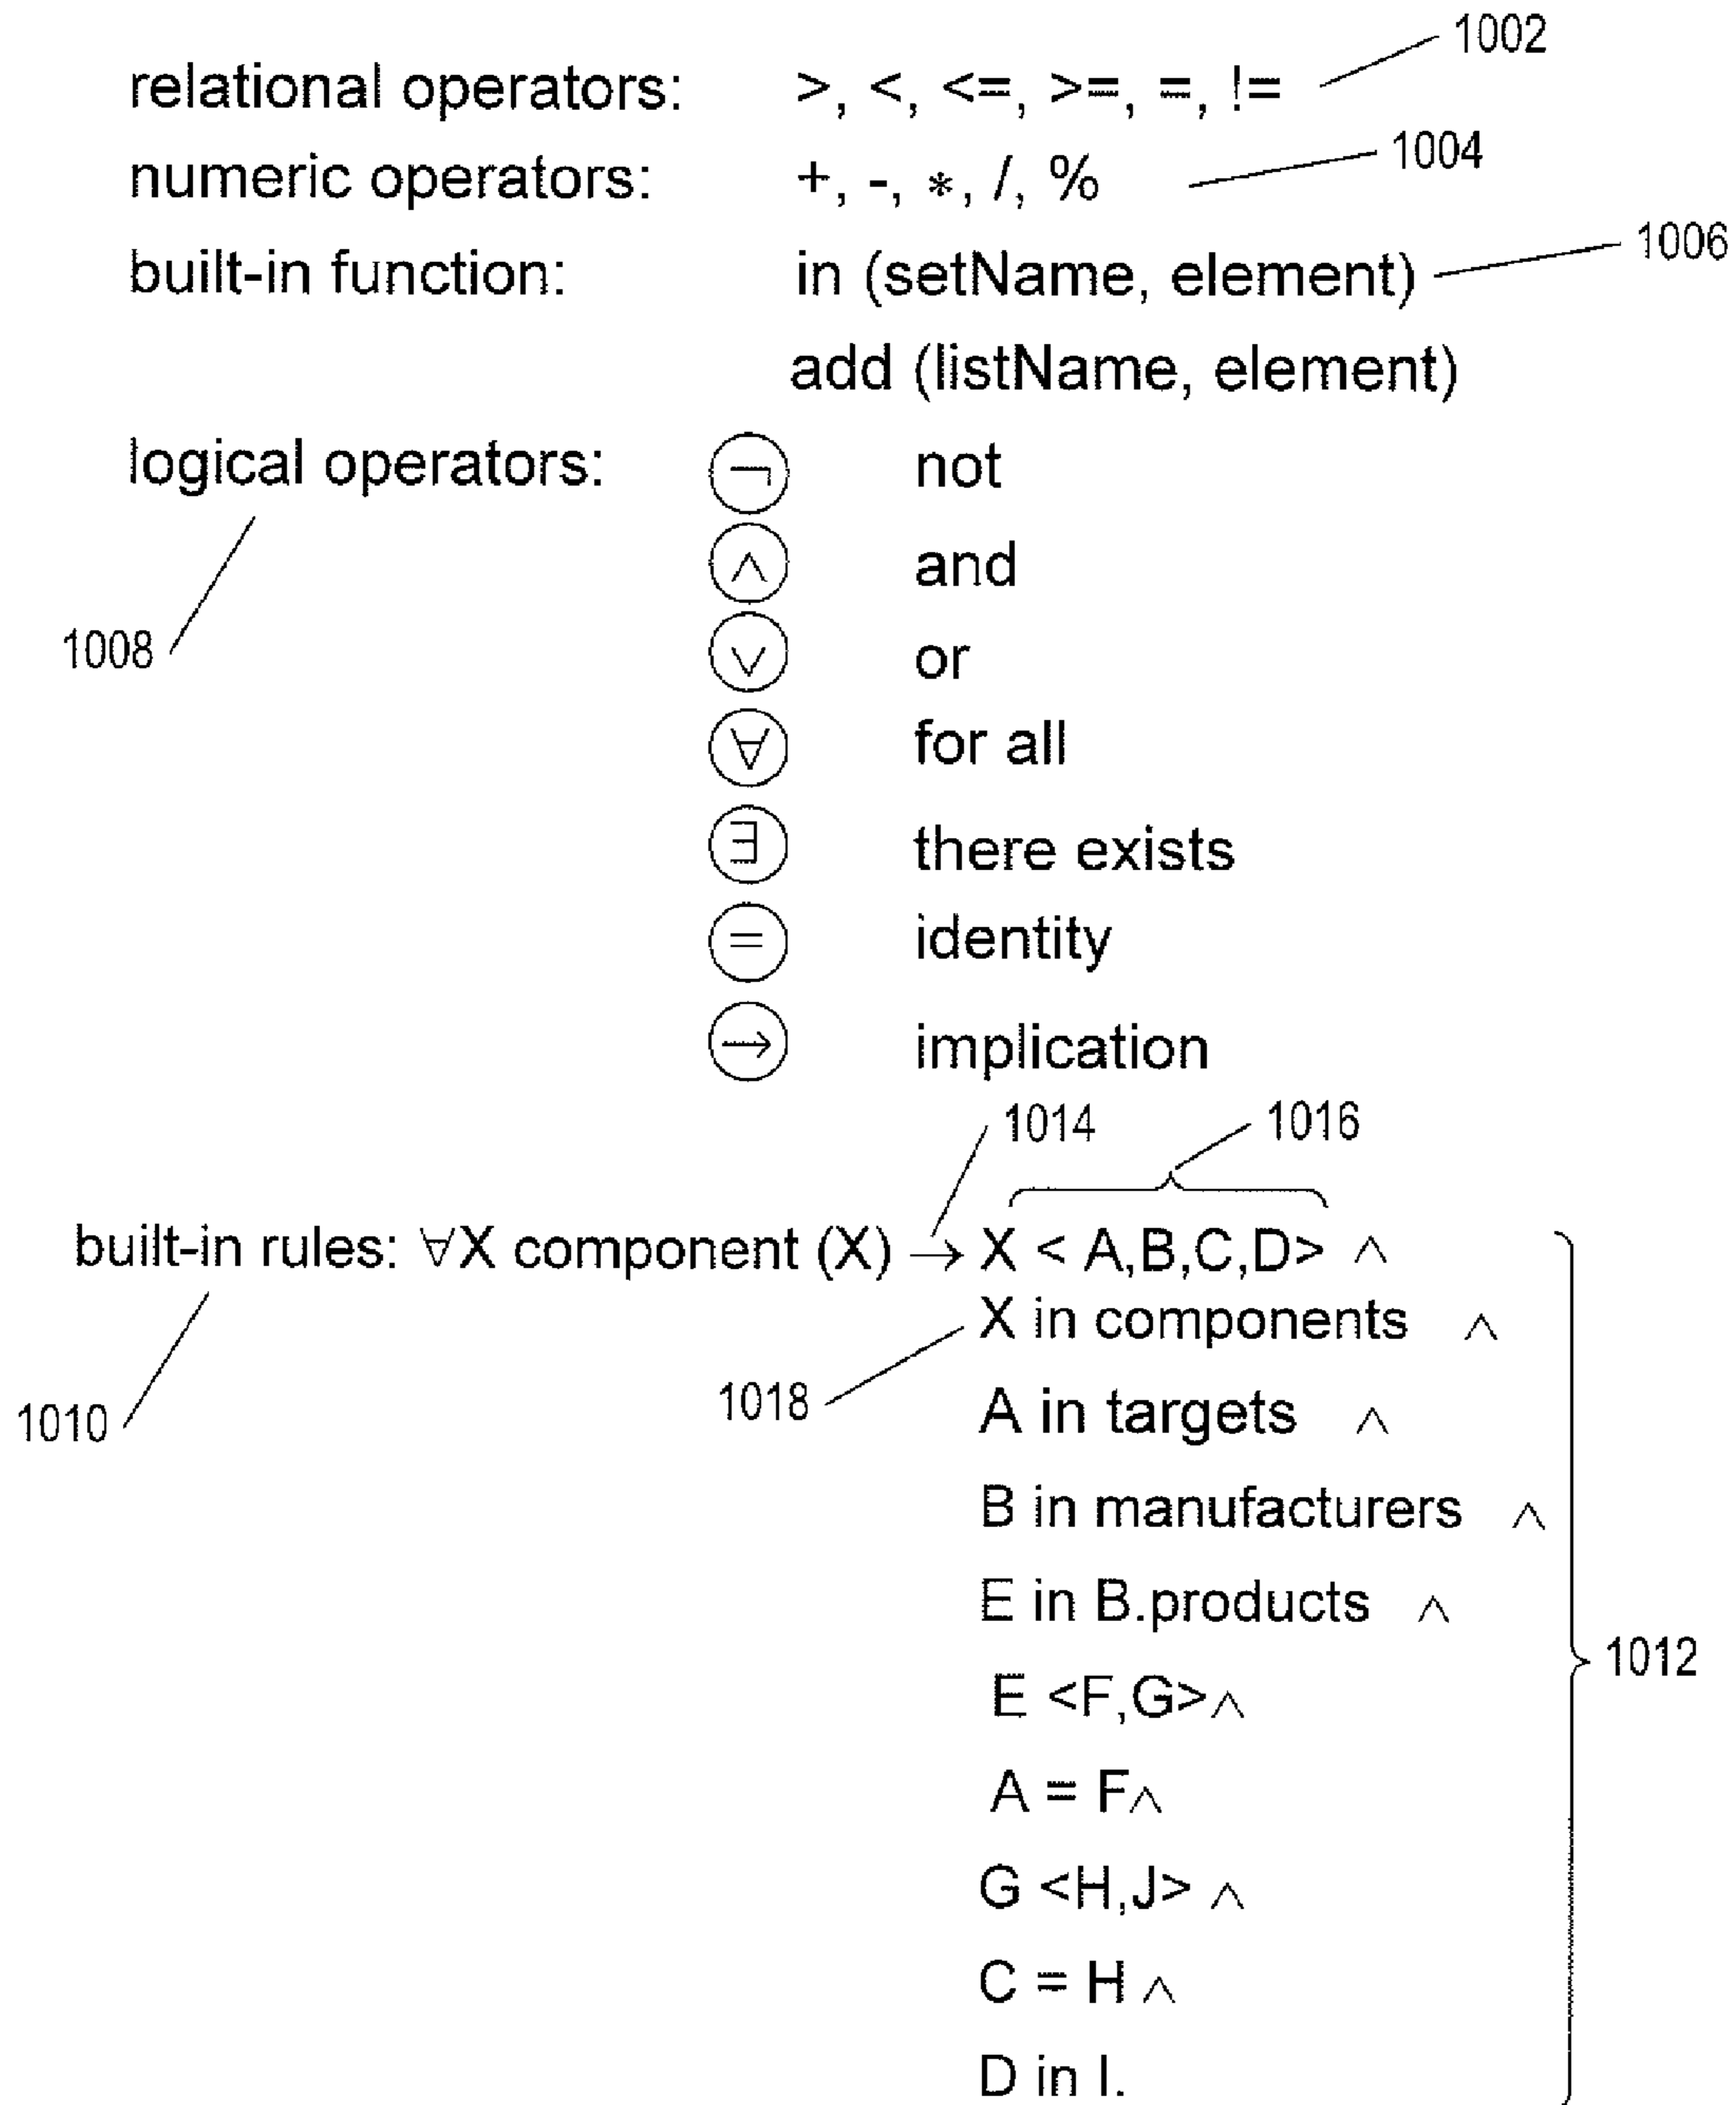 1002
relational operators: >, <, <=, >=, =, !=
1004
numeric operators: +, -, *, /, %
1006
built-in function: in (setName, element)
add (listName, element)
logical operators: ¬ not
∧ and
1008
∨ or
∀ for all
∃ there exists
= identity
→ implication
1014 1016
built-in rules: ∀X component (X) → X < A,B,C,D> ∧
X in components ∧
1018
1010
A in targets ∧
B in manufacturers ∧
E in B.products ∧
1012
E <F,G>∧
A = F∧
G <H,J> ∧
C = H ∧
D in I.